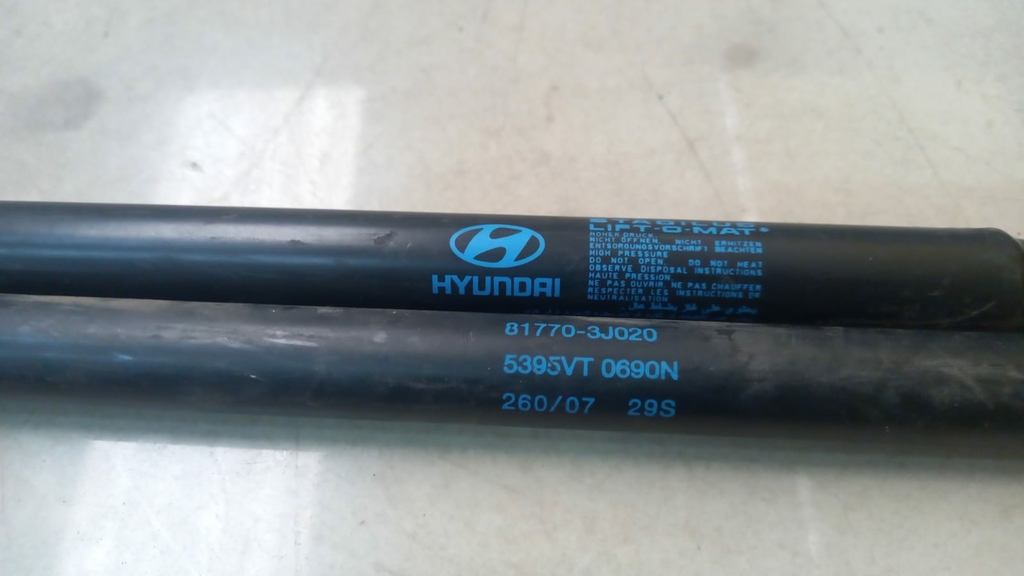 HYUNDAI
STABILUS
LIFT-O-MAT®
HOHER DRUCK
NICHT ÖFFNEN. NICHT ERHITZEN
ENTSORGUNGSVORSCHRIFT BEACHTEN
HIGH PRESSURE
DO NOT OPEN. DO NOT HEAT
OBSERVE DISPOSAL INSTRUCTIONS
HAUTE PRESSION
NE PAS OUVRIR. NE PAS CHAUFFER
RESPECTER LES INSTRUCTIONS DE
NEUTRALISATION
81770-3J020
5395VT 0690N
260/07 29S